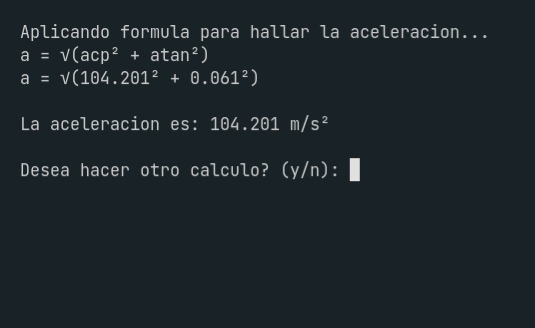 Aplicando formula para hallar la aceleracion...
a = √(acp² + atan²)
a = √(104.201² + 0.061²)
La aceleracion es: 104.201 m/s²
Desea hacer otro calculo? (y/n):